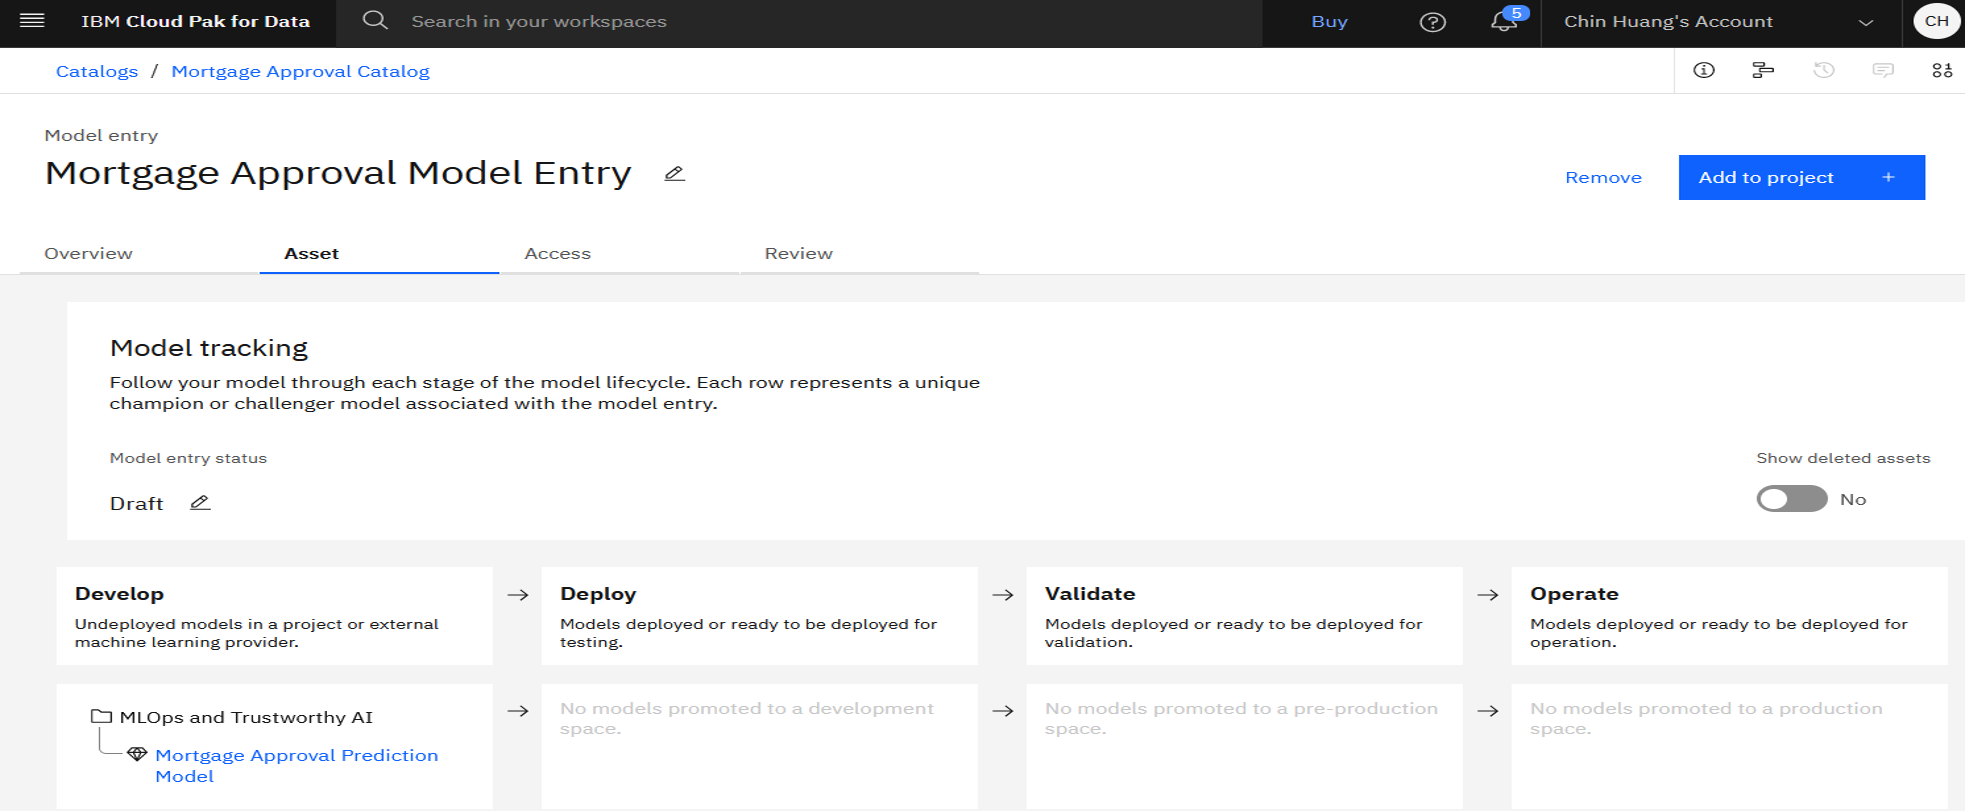 IBM Cloud Pak for Data
Search in your workspaces
Buy
5
Chin Huang's Account
CH
Catalogs / Mortgage Approval Catalog
Model entry
Mortgage Approval Model Entry
Remove
Add to project +
Overview
Asset
Access
Review
Model tracking
Follow your model through each stage of the model lifecycle. Each row represents a unique
champion or challenger model associated with the model entry.
Model entry status
Draft
Show deleted assets
No
Develop
Undeployed models in a project or external
machine learning provider.
Deploy
Models deployed or ready to be deployed for
testing.
Validate
Models deployed or ready to be deployed for
validation.
Operate
Models deployed or ready to be deployed for
operation.
MLOps and Trustworthy AI
Mortgage Approval Prediction
Model
No models promoted to a development
space.
No models promoted to a pre-production
space.
No models promoted to a production
space.